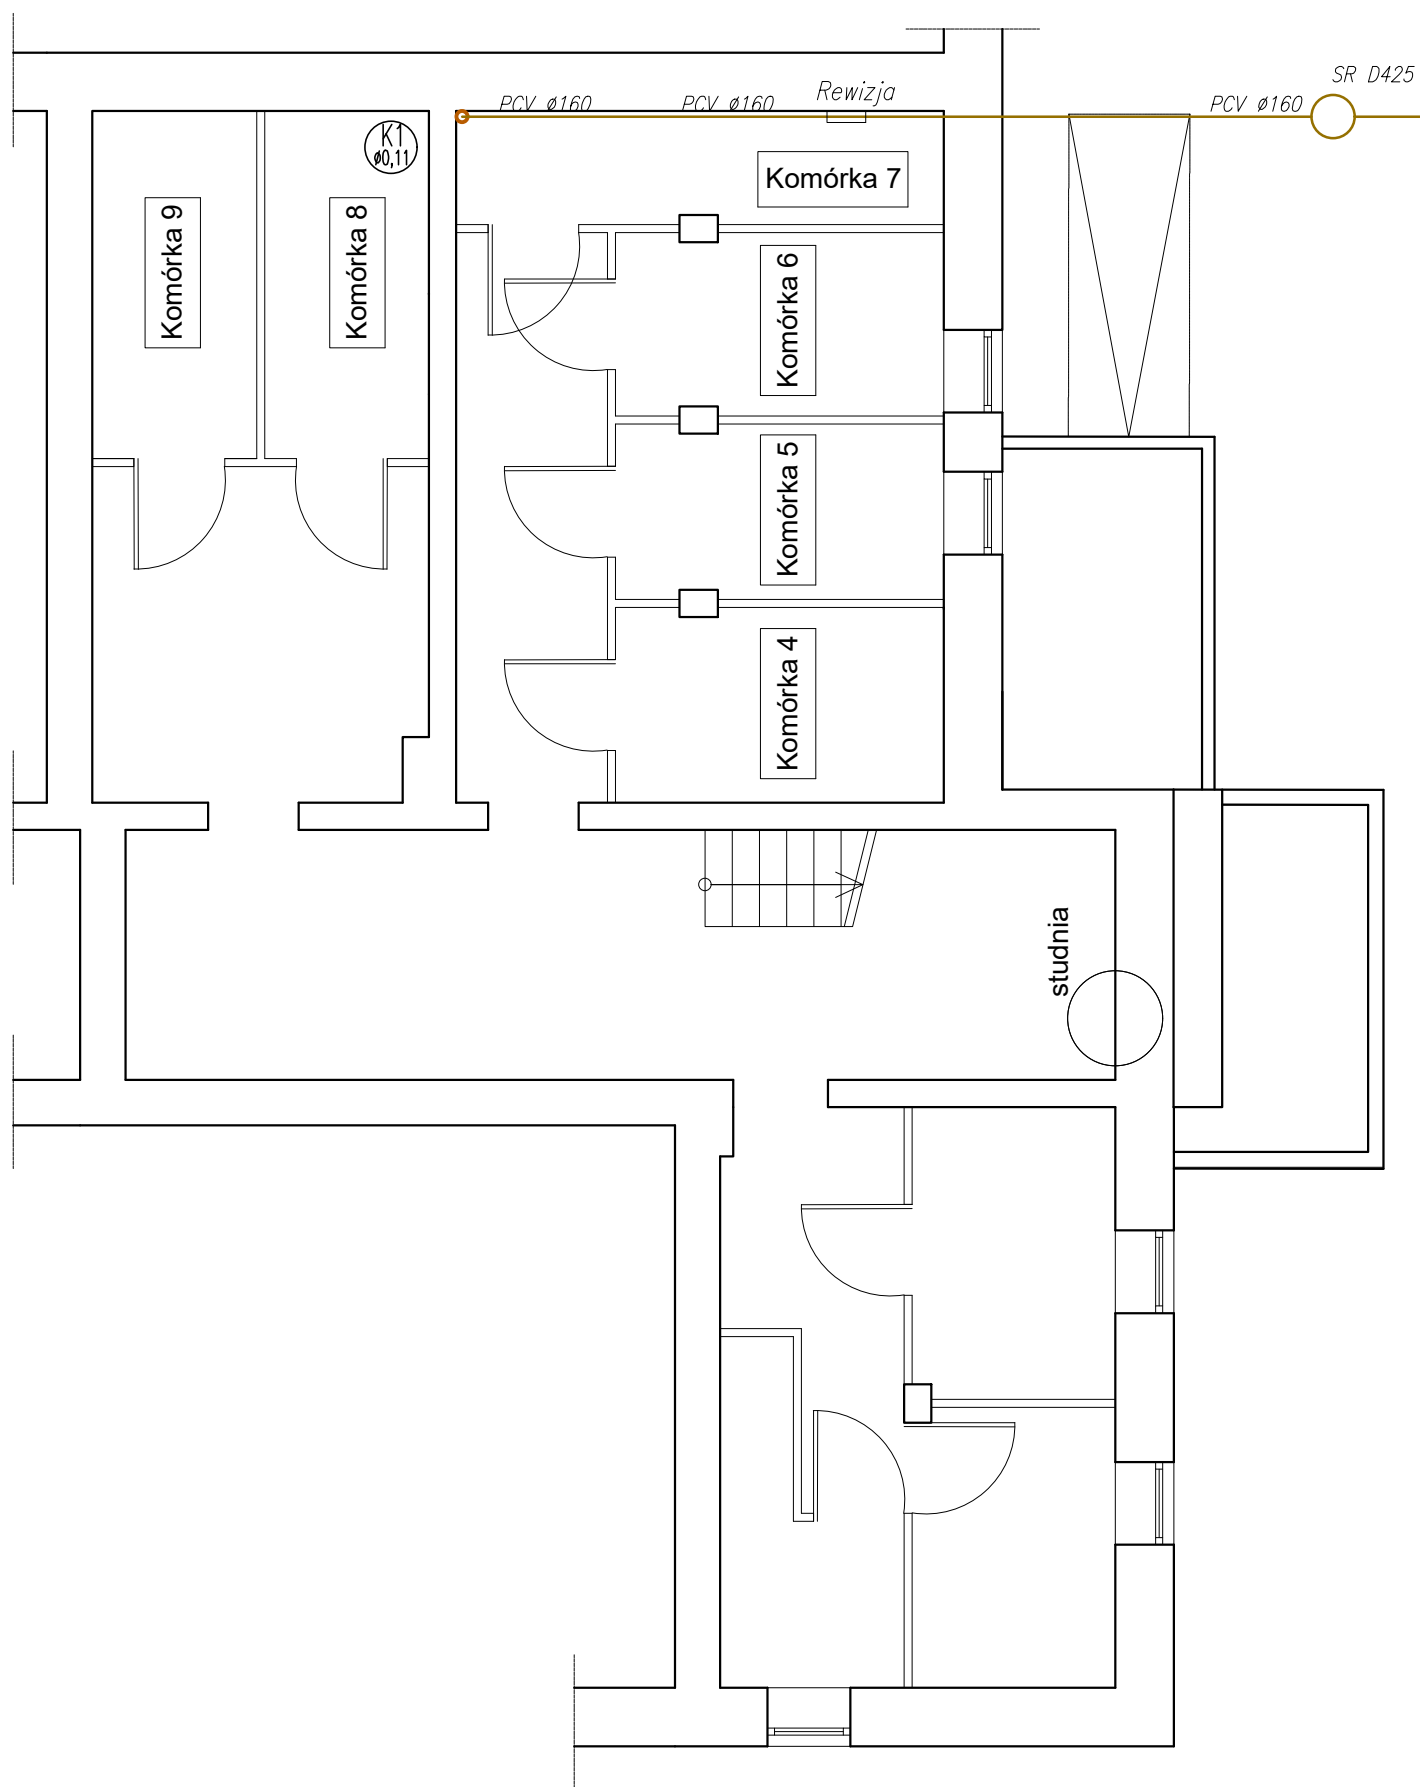 SR D425
PCV ø160
PCV ø160
Rewizja
PCV ø160
K1
ø0,11
Komórka 7
Komórka 9
Komórka 8
Komórka 6
Komórka 5
Komórka 4
studnia